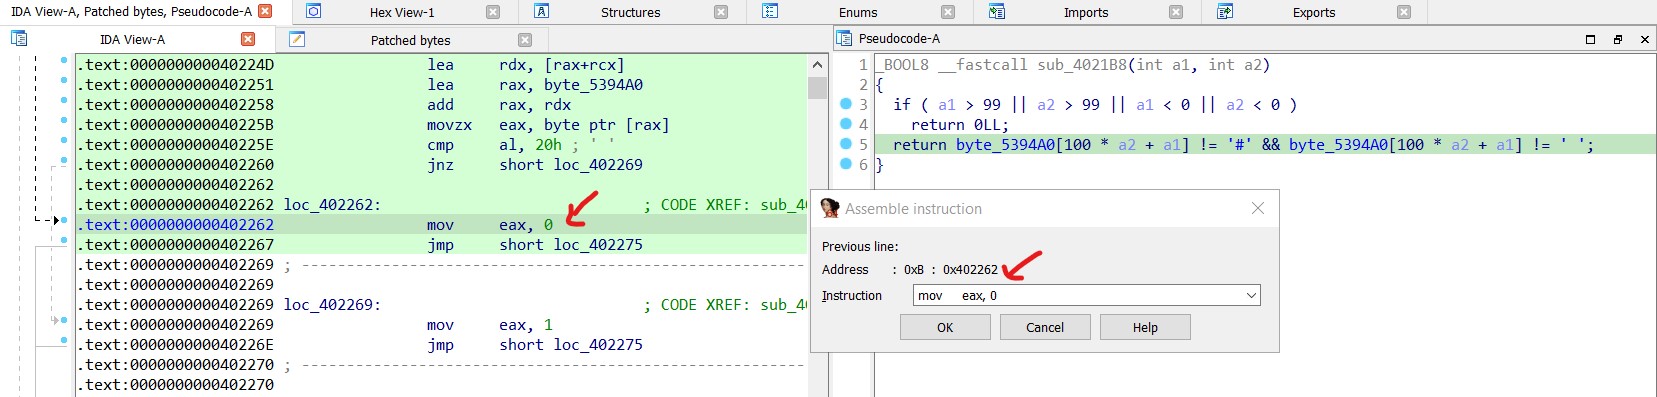 IDA View-A, Patched bytes, Pseudocode-A Hex View-1 Structures Enums Imports Exports
IDA View-A Patched bytes
.text:000000000040224D lea rdx, [rax+rcx]
.text:0000000000402251 lea rax, byte_5394A0
.text:0000000000402258 add rax, rdx
.text:000000000040225B movzx eax, byte ptr [rax]
.text:000000000040225E cmp al, 20h ; ' '
.text:0000000000402260 jnz short loc_402269
.text:0000000000402262
.text:0000000000402262 loc_402262: ; CODE XREF: sub_40
.text:0000000000402262 mov eax, 0
.text:0000000000402267 jmp short loc_402275
.text:0000000000402269 ; ---------------------------------------------------------
.text:0000000000402269
.text:0000000000402269 loc_402269: ; CODE XREF: sub_40
.text:0000000000402269 mov eax, 1
.text:000000000040226E jmp short loc_402275
.text:0000000000402270 ; ---------------------------------------------------------
.text:0000000000402270
Pseudocode-A
1 _BOOL8 __fastcall sub_4021B8(int a1, int a2)
2 {
3 if ( a1 > 99 || a2 > 99 || a1 < 0 || a2 < 0 )
4 return 0LL;
5 return byte_5394A0[100 * a2 + a1] != '#' && byte_5394A0[100 * a2 + a1] != ' ';
6 }
Assemble instruction
Previous line:
Address : 0xB : 0x402262
Instruction mov eax, 0
OK Cancel Help